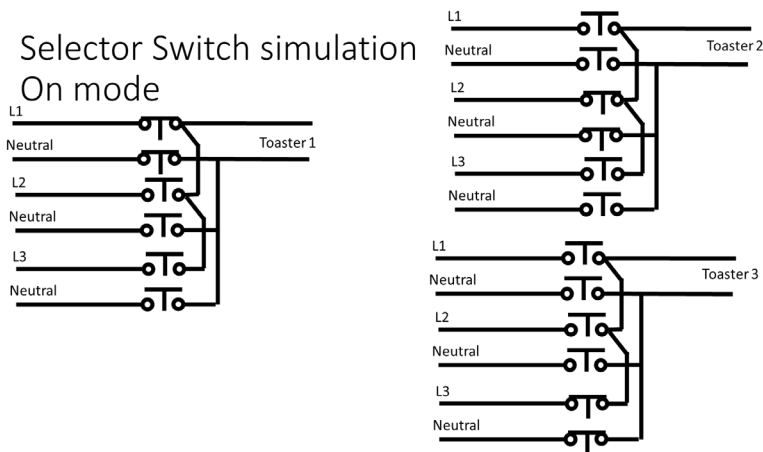 Selector Switch simulation
On mode
L1
Toaster 1
Neutral
L2
Neutral
L3
Neutral
L1
Toaster 2
Neutral
L2
Neutral
L3
Neutral
L1
Toaster 3
Neutral
L2
Neutral
L3
Neutral